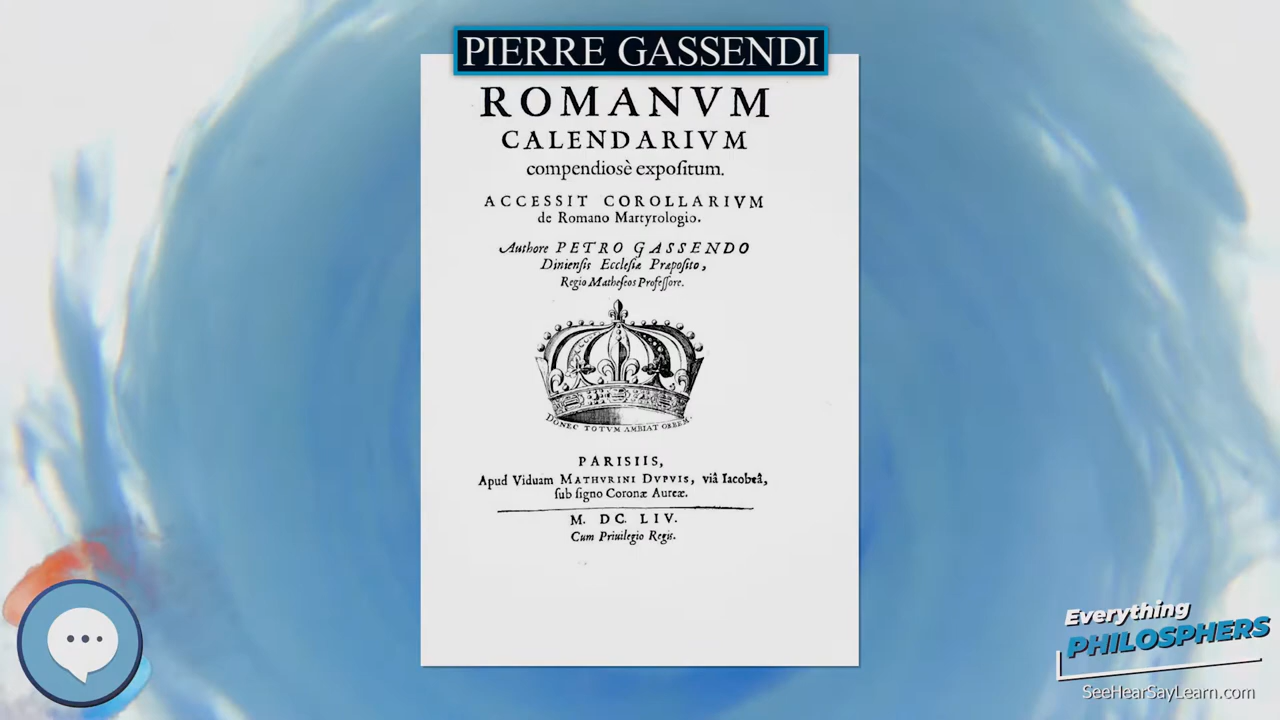 PIERRE GASSENDI
ROMANVM
CALENDARIVM
compendiosè expoſitum.
ACCESSIT COROLLARIVM
de Romano Martyrologio.
Authore PETRO GASSENDO
Dinienſis Eccleſiæ Præpoſito,
Regio Matheſeos Profeſſore.
DONEC TOTVM AMBIAT ORBEM.
PARISIIS,
Apud Viduam MATHVRINI DVPVIS, viâ Iacobæâ,
ſub ſigno Coronæ Aureæ.
M. DC. LIV.
Cum Priuilegio Regis.
Everything
PHILOSPHERS
SeeHearSayLearn.com